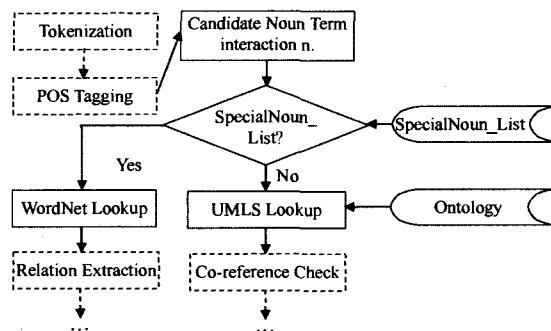 Tokenization
POS Tagging
Candidate Noun Term
interaction n.
SpecialNoun_
List?
SpecialNoun_List
Yes
No
WordNet Lookup
UMLS Lookup
Ontology
Relation Extraction
Co-reference Check
...
...